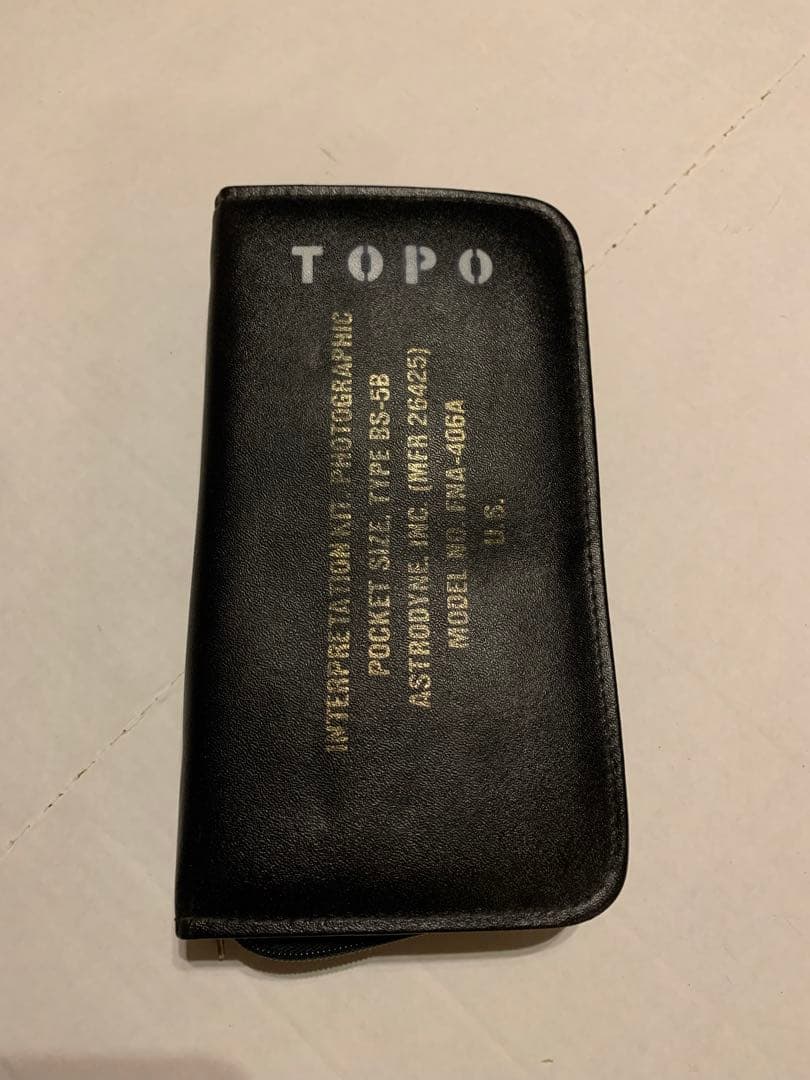 TOPO
INTERPRETATION KIT, PHOTOGRAPHIC
POCKET SIZE, TYPE BS-5B
ASTRODYNE, INC. (MFR 26425)
MODEL NO. FNA-406A
U.S.